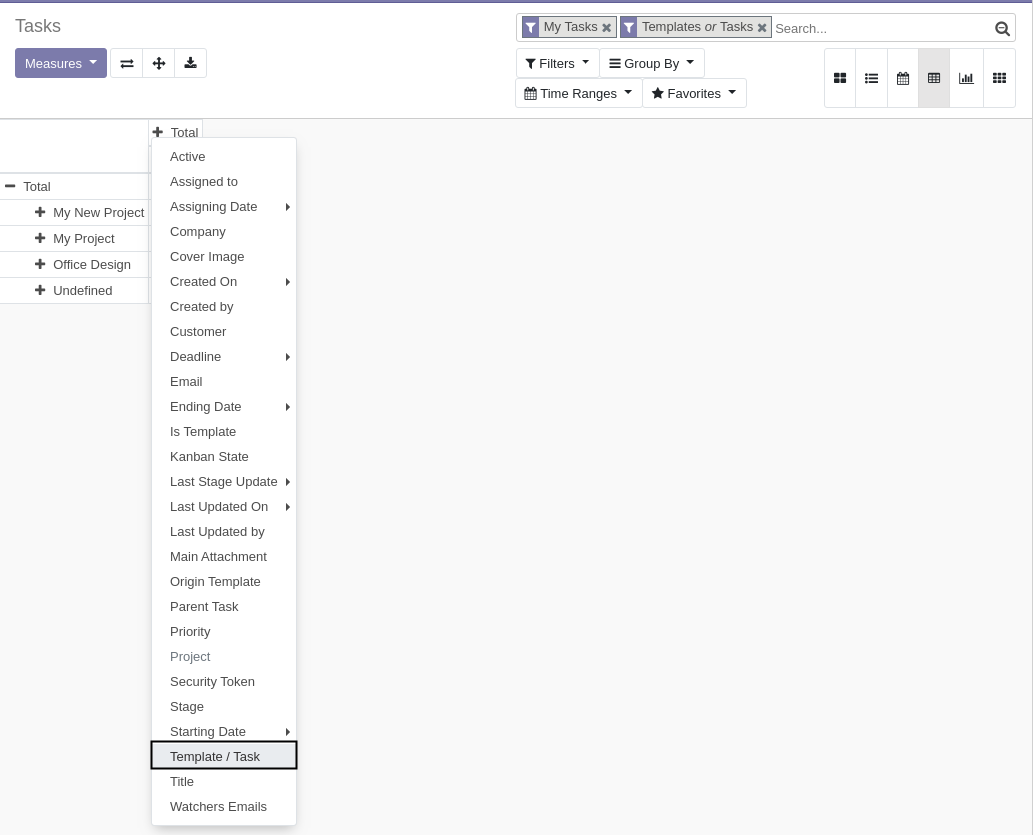 Tasks
My Tasks
Templates or Tasks
Search...
Measures
Filters
Group By
Time Ranges
Favorites
Total
Total
My New Project
My Project
Office Design
Undefined
Active
Assigned to
Assigning Date
Company
Cover Image
Created On
Created by
Customer
Deadline
Email
Ending Date
Is Template
Kanban State
Last Stage Update
Last Updated On
Last Updated by
Main Attachment
Origin Template
Parent Task
Priority
Project
Security Token
Stage
Starting Date
Template / Task
Title
Watchers Emails